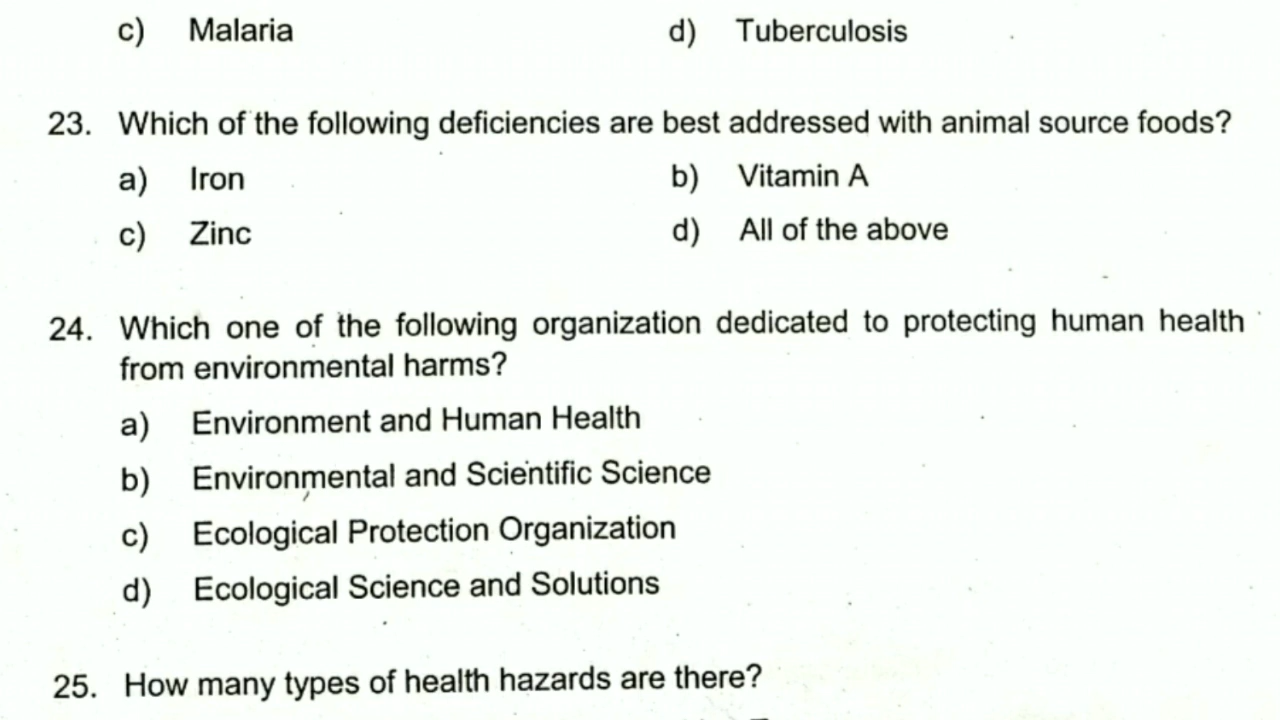 c) Malaria d) Tuberculosis
23. Which of the following deficiencies are best addressed with animal source foods?
a) Iron b) Vitamin A
c) Zinc d) All of the above
24. Which one of the following organization dedicated to protecting human health
from environmental harms?
a) Environment and Human Health
b) Environmental and Scientific Science
c) Ecological Protection Organization
d) Ecological Science and Solutions
25. How many types of health hazards are there?